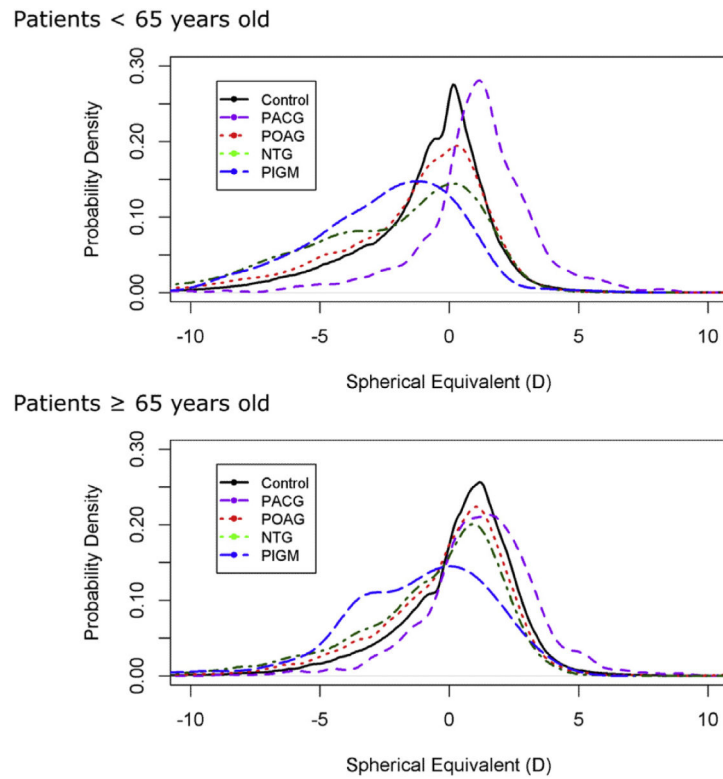 Patients < 65 years old
Probability Density
0.30
0.20
0.10
0.00
Control
PACG
POAG
NTG
PIGM
-10 -5 0 5 10
Spherical Equivalent (D)
Patients ≥ 65 years old
Probability Density
0.30
0.20
0.10
0.00
Control
PACG
POAG
NTG
PIGM
-10 -5 0 5 10
Spherical Equivalent (D)